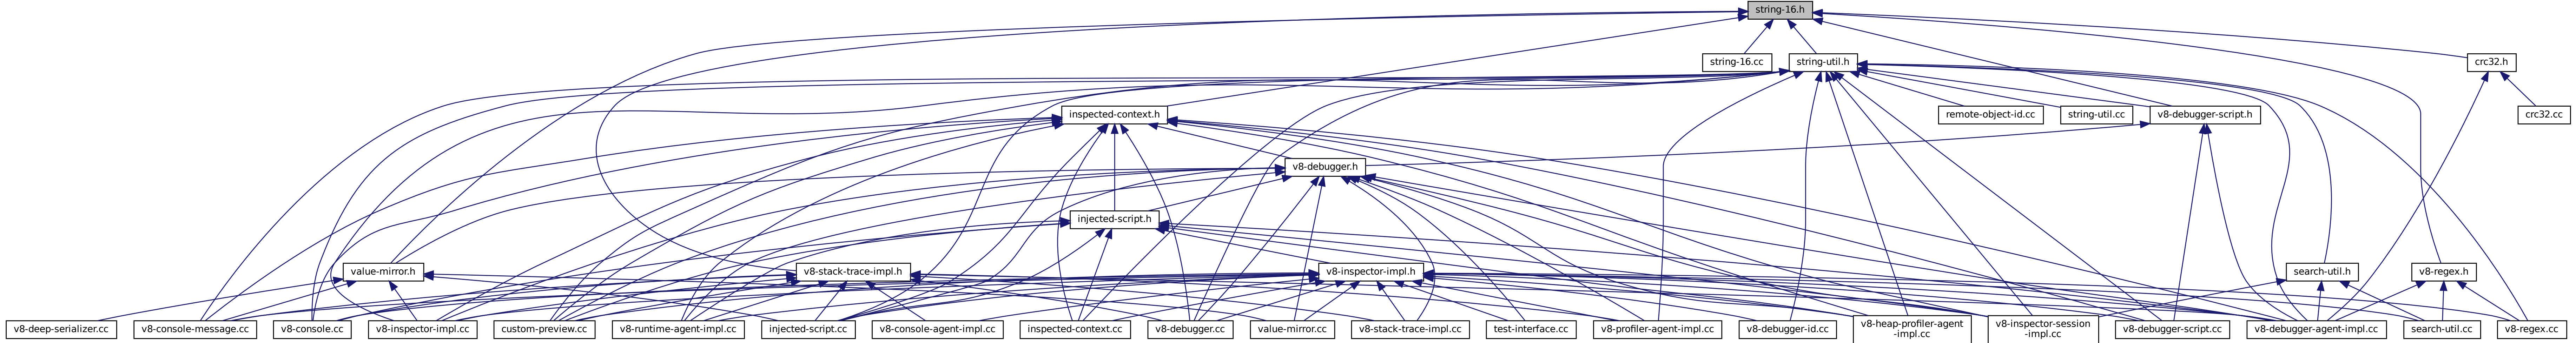 string-16.h
string-16.cc
string-util.h
crc32.h
inspected-context.h
remote-object-id.cc
string-util.cc
v8-debugger-script.h
crc32.cc
v8-debugger.h
injected-script.h
value-mirror.h
v8-stack-trace-impl.h
v8-inspector-impl.h
search-util.h
v8-regex.h
v8-deep-serializer.cc
v8-console-message.cc
v8-console.cc
v8-inspector-impl.cc
custom-preview.cc
v8-runtime-agent-impl.cc
injected-script.cc
v8-console-agent-impl.cc
inspected-context.cc
v8-debugger.cc
value-mirror.cc
v8-stack-trace-impl.cc
test-interface.cc
v8-profiler-agent-impl.cc
v8-debugger-id.cc
v8-heap-profiler-agent
-impl.cc
v8-inspector-session
-impl.cc
v8-debugger-script.cc
v8-debugger-agent-impl.cc
search-util.cc
v8-regex.cc